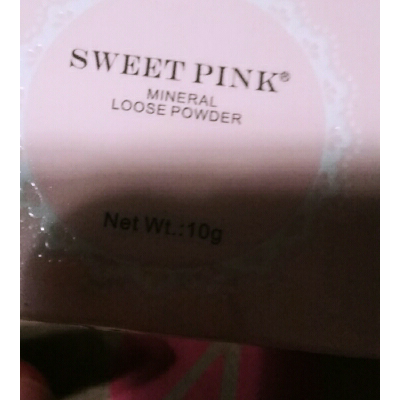 SWEET PINK®
MINERAL
LOOSE POWDER
Net Wt.:10g